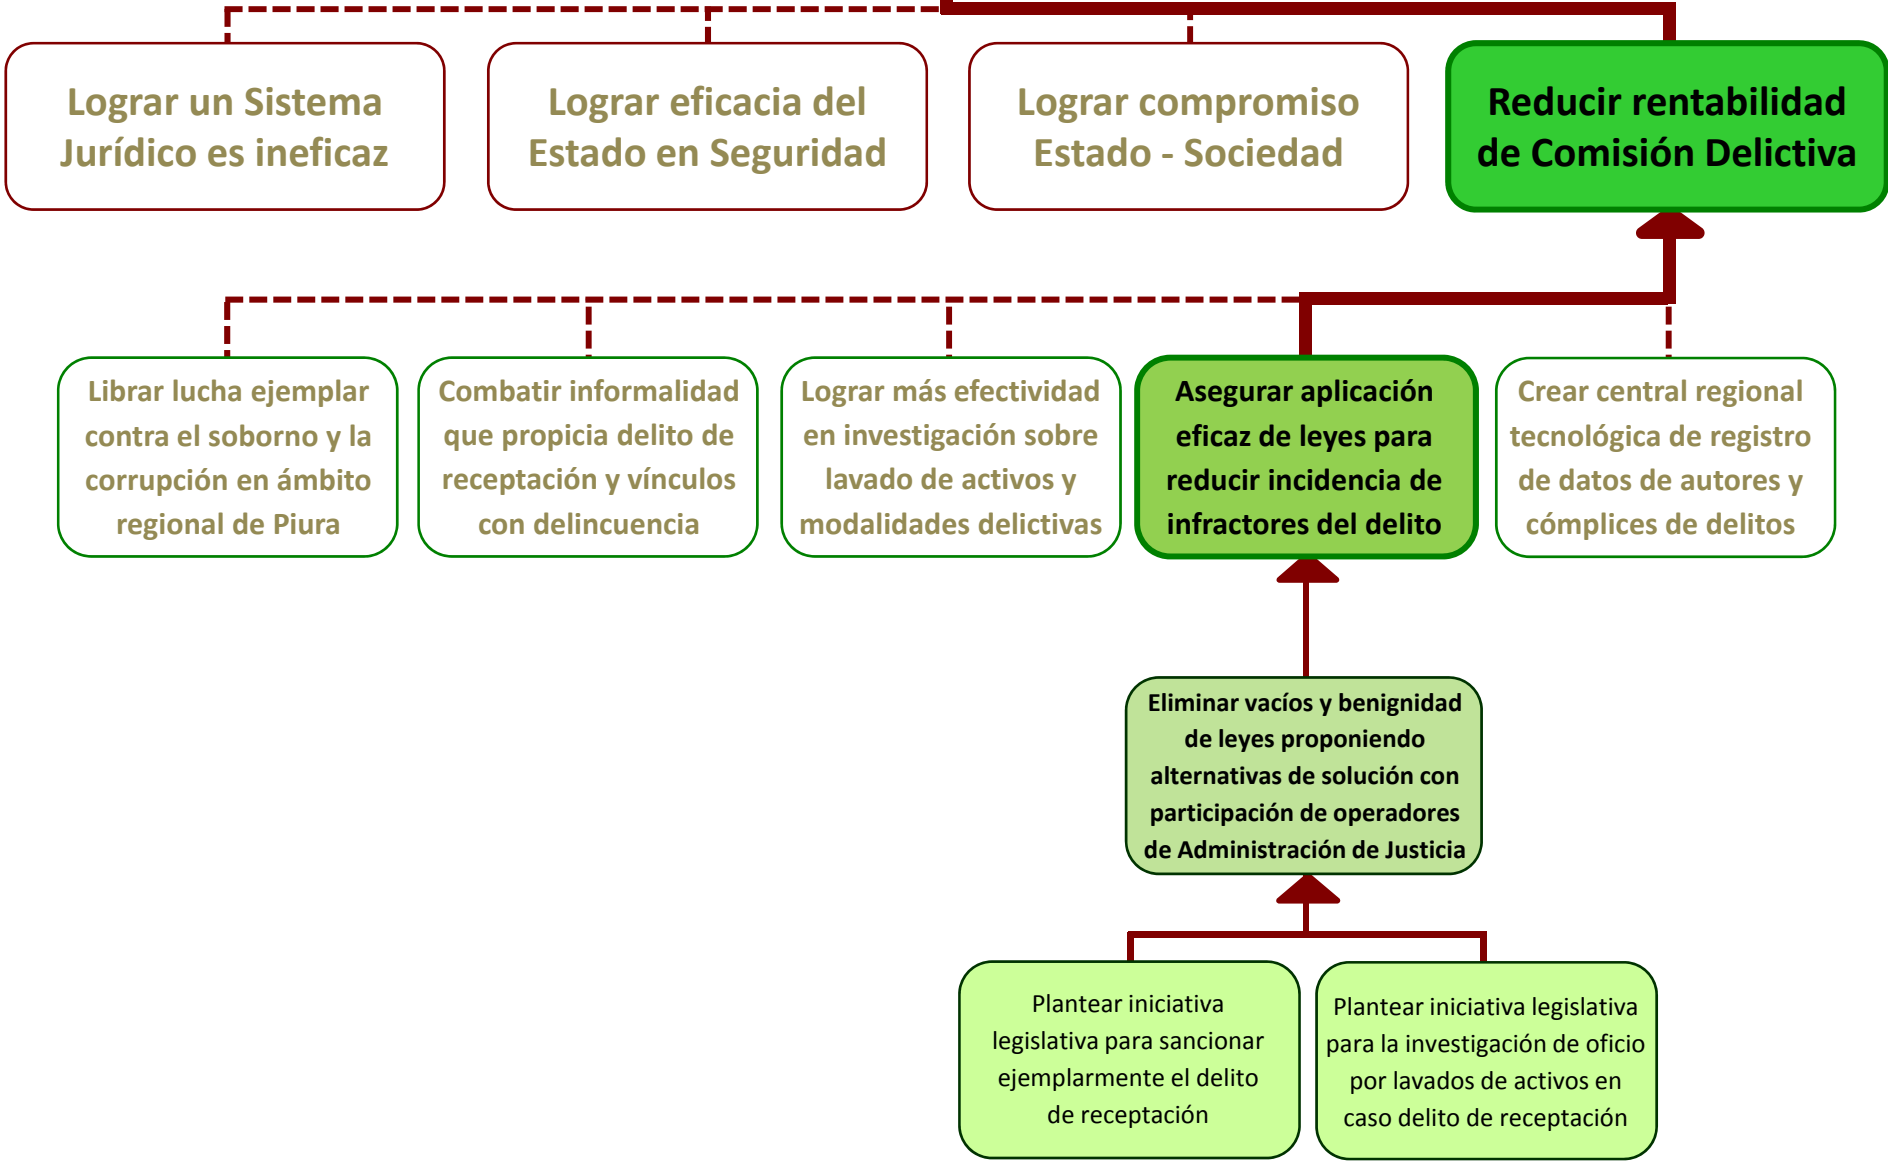 Lograr un Sistema
Jurídico es ineficaz
Lograr eficacia del
Estado en Seguridad
Lograr compromiso
Estado - Sociedad
Reducir rentabilidad
de Comisión Delictiva
Librar lucha ejemplar
contra el soborno y la
corrupción en ámbito
regional de Piura
Combatir informalidad
que propicia delito de
receptación y vínculos
con delincuencia
Lograr más efectividad
en investigación sobre
lavado de activos y
modalidades delictivas
Asegurar aplicación
eficaz de leyes para
reducir incidencia de
infractores del delito
Crear central regional
tecnológica de registro
de datos de autores y
cómplices de delitos
Eliminar vacíos y benignidad
de leyes proponiendo
alternativas de solución con
participación de operadores
de Administración de Justicia
Plantear iniciativa
legislativa para sancionar
ejemplarmente el delito
de receptación
Plantear iniciativa legislativa
para la investigación de oficio
por lavados de activos en
caso delito de receptación